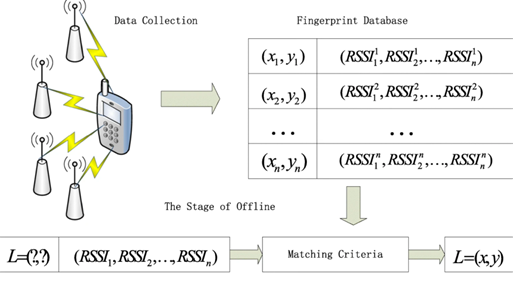 Data Collection
Fingerprint Database
(x₁, y₁) (RSSI₁¹, RSSI₂¹, ..., RSSIₙ¹)
(x₂, y₂) (RSSI₁², RSSI₂², ..., RSSIₙ²)
... ...
(xₙ, yₙ) (RSSI₁ⁿ, RSSI₂ⁿ, ..., RSSIₙⁿ)
The Stage of Offline
L=(?,?) (RSSI₁, RSSI₂, ..., RSSIₙ) Matching Criteria L=(x,y)